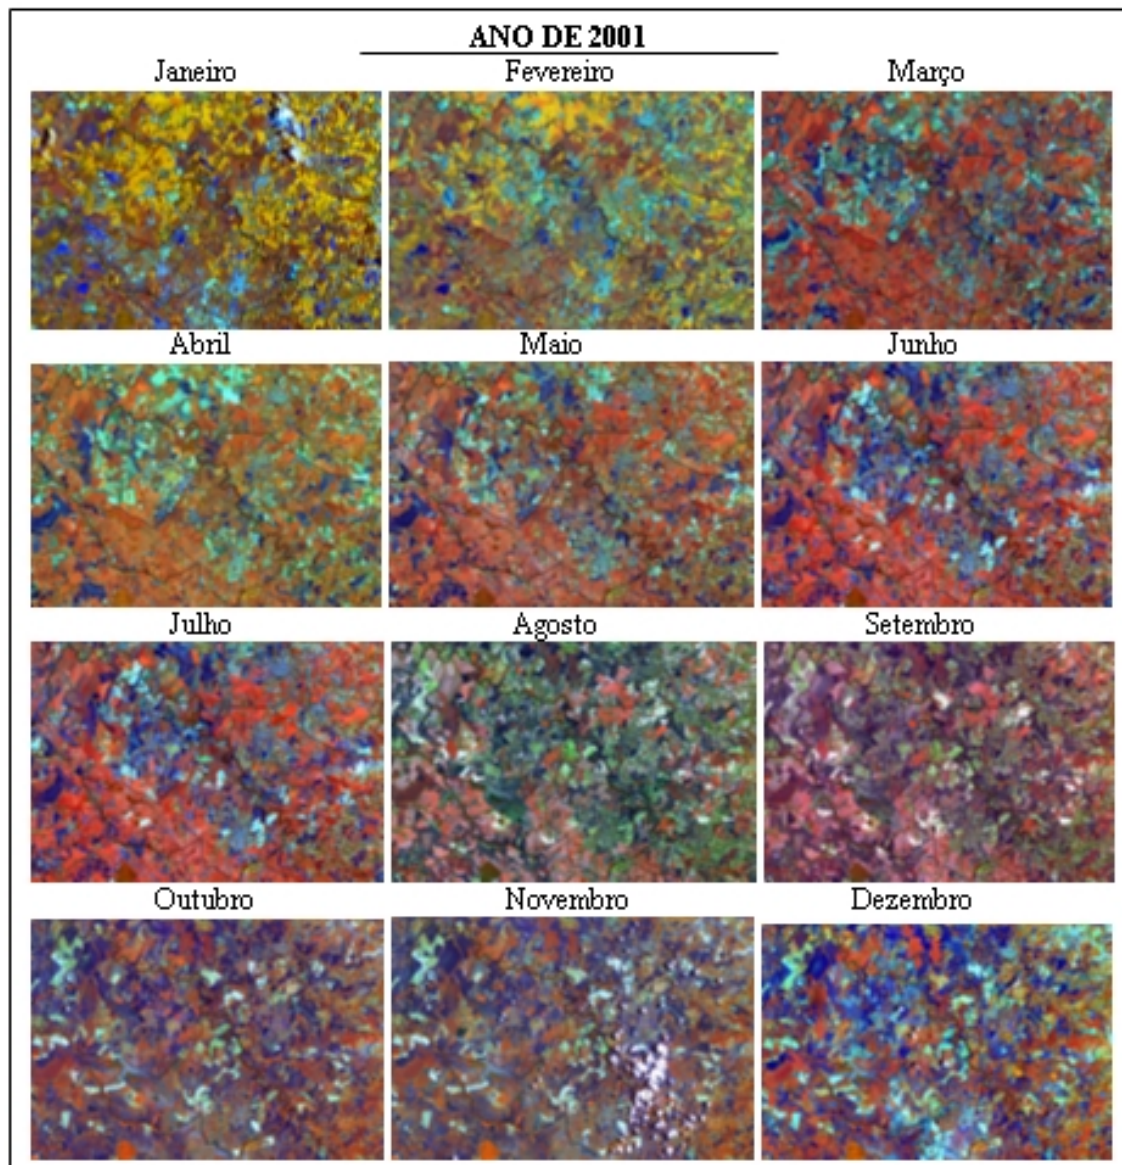 ANO DE 2001
Janeiro Fevereiro Março
Abril Maio Junho
Julho Agosto Setembro
Outubro Novembro Dezembro